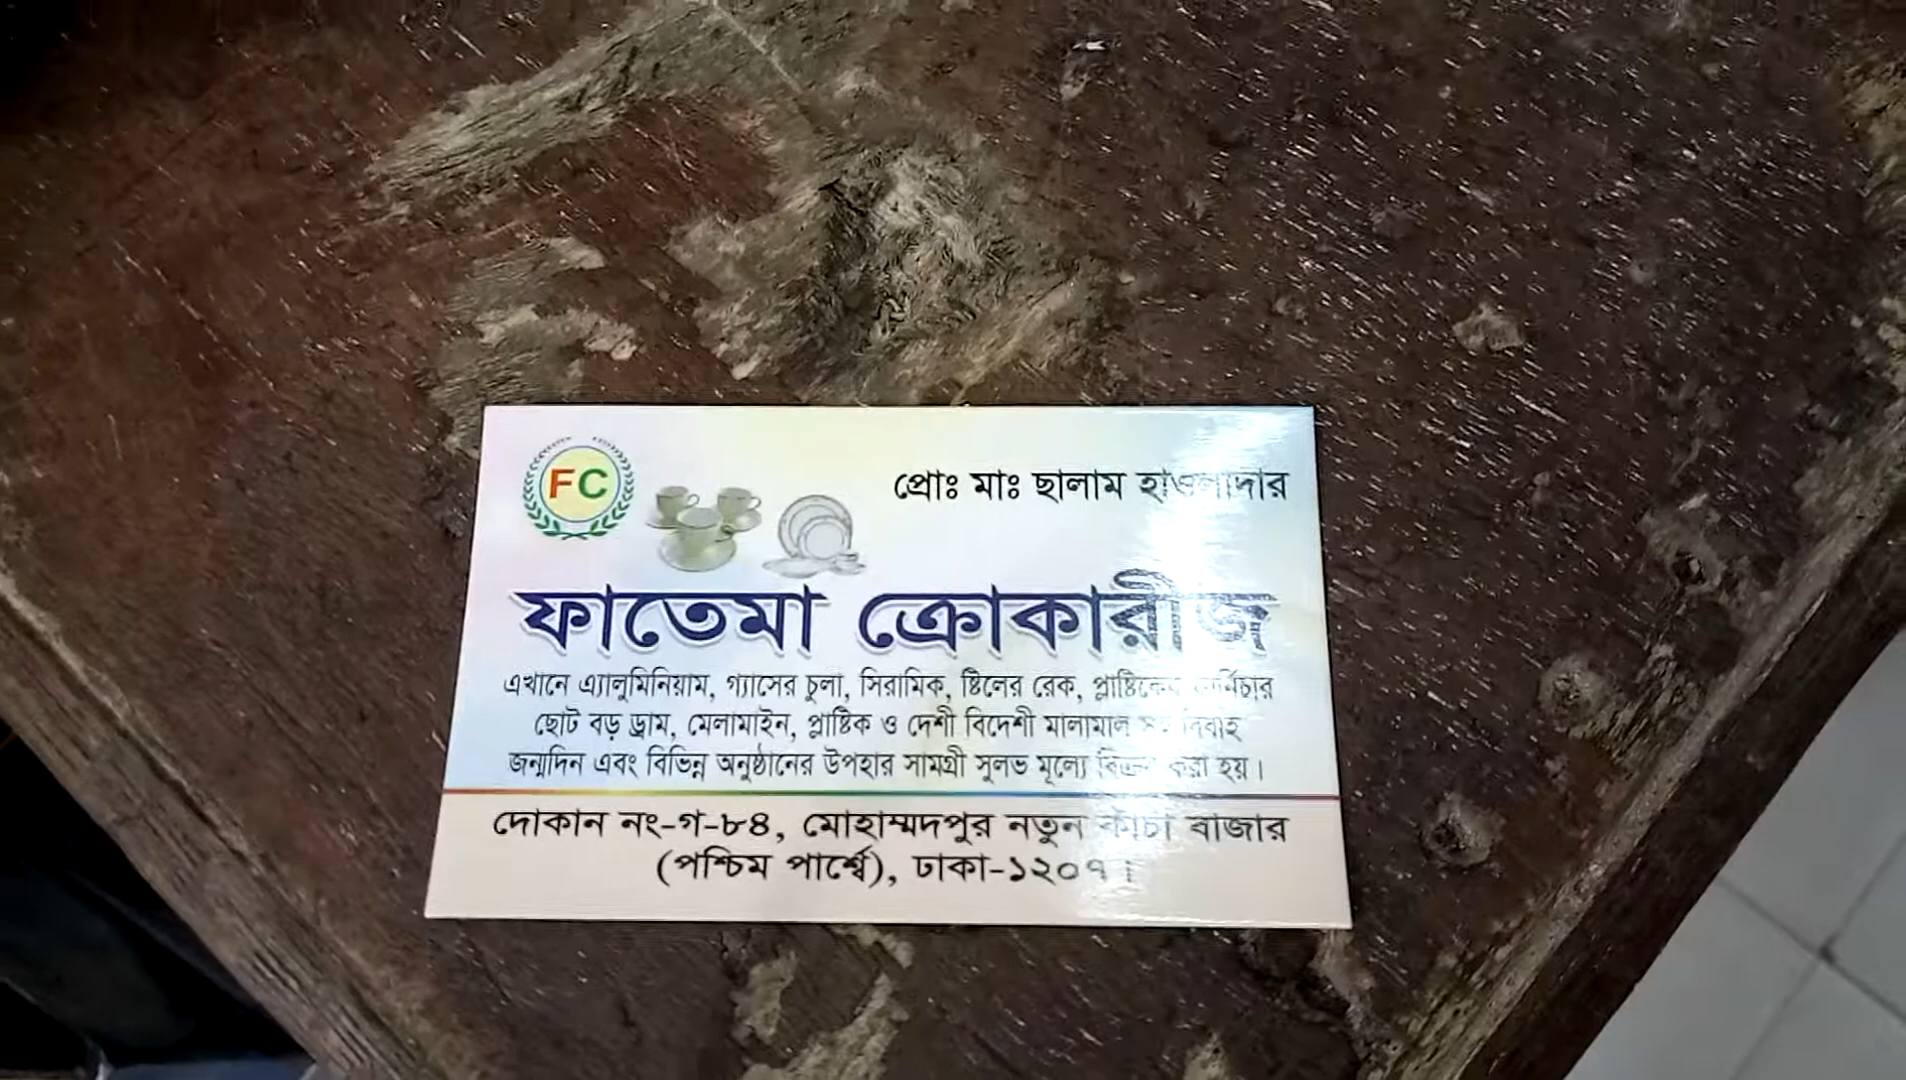 FC
প্রোঃ মাঃ ছালাম হাওলাদার
ফাতেমা ক্রোকারীজ
এখানে এ্যালুমিনিয়াম, গ্যাসের চুলা, সিরামিক, ষ্টিলের রেক, প্লাষ্টিকের ফার্নিচার
ছোট বড় ড্রাম, মেলামাইন, প্লাষ্টিক ও দেশী বিদেশী মালামাল বিবাহ
জন্মদিন এবং বিভিন্ন অনুষ্ঠানের উপহার সামগ্রী সুলভ মূল্যে বিক্রয় করা হয়।
দোকান নং-গ-৮৪, মোহাম্মদপুর নতুন কাঁচা বাজার
(পশ্চিম পার্শ্বে), ঢাকা-১২০৭।